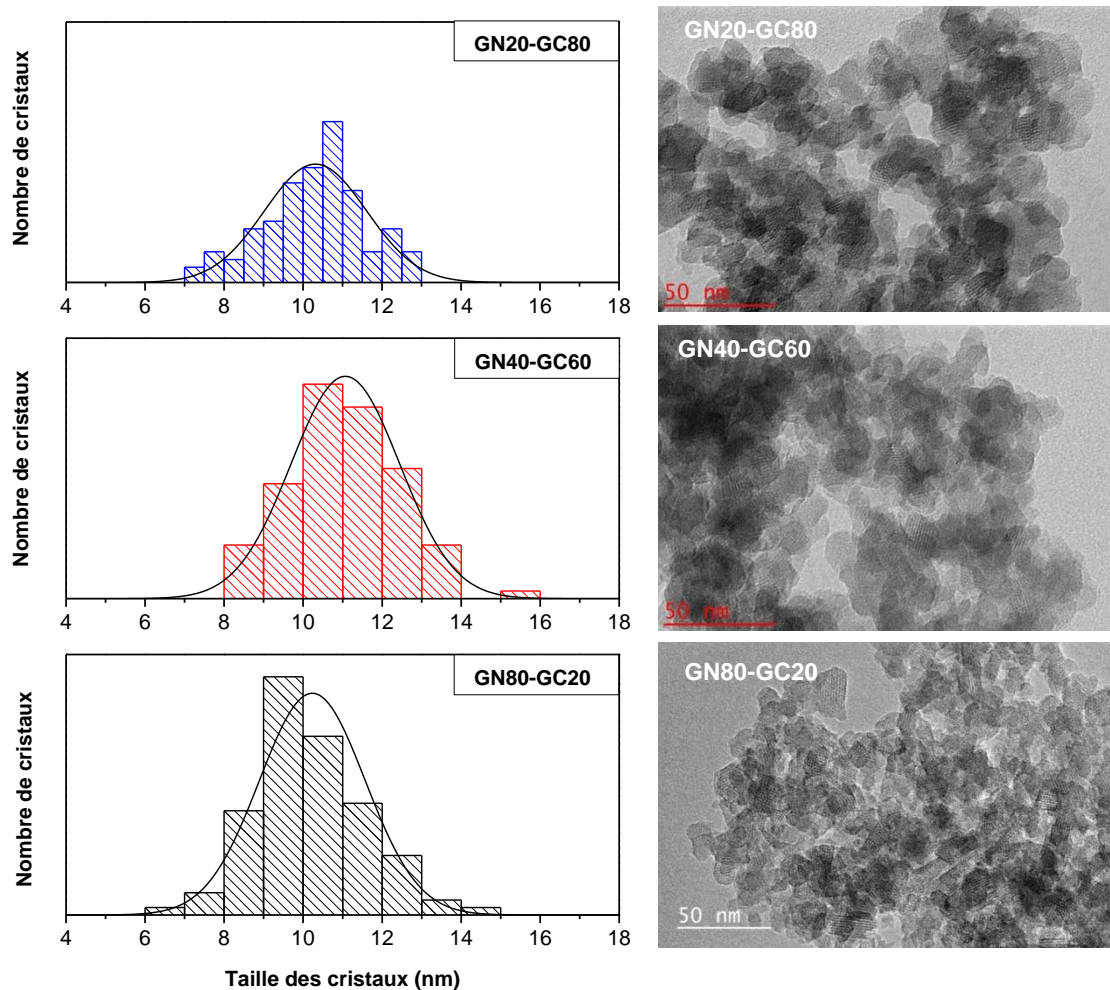 GN20-GC80
Nombre de cristaux
4 6 8 10 12 14 16 18
GN20-GC80
50 nm
GN40-GC60
Nombre de cristaux
4 6 8 10 12 14 16 18
GN40-GC60
50 nm
GN80-GC20
Nombre de cristaux
4 6 8 10 12 14 16 18
Taille des cristaux (nm)
GN80-GC20
50 nm